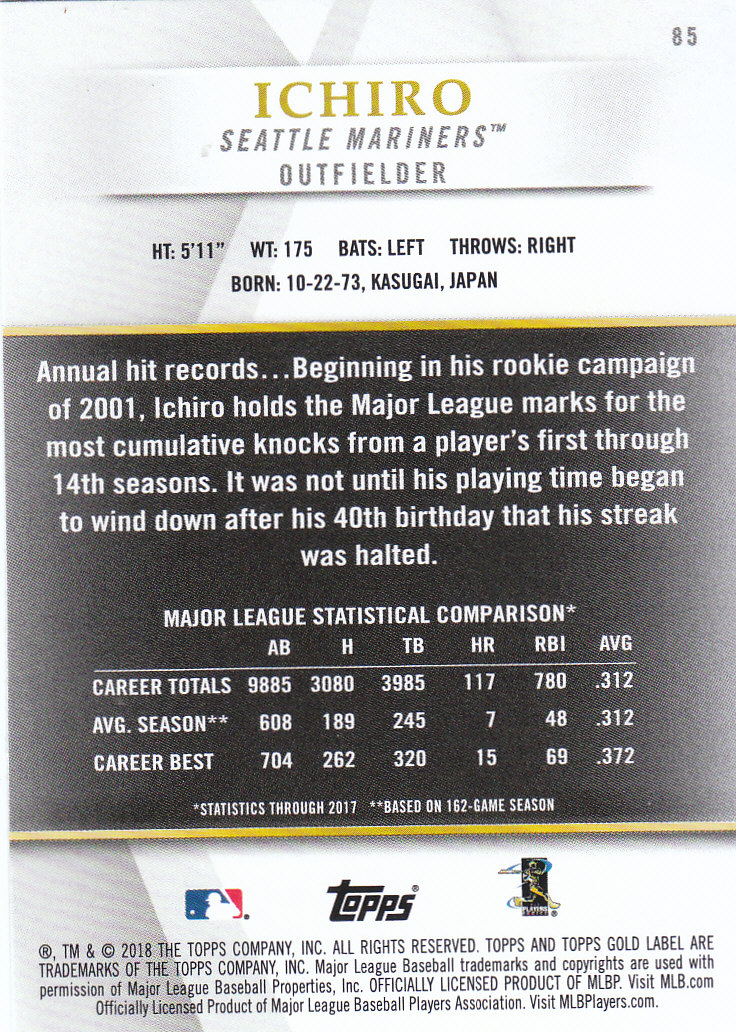 85
ICHIRO
SEATTLE MARINERS™
OUTFIELDER
HT: 5'11" WT: 175 BATS: LEFT THROWS: RIGHT
BORN: 10-22-73, KASUGAI, JAPAN
Annual hit records...Beginning in his rookie campaign
of 2001, Ichiro holds the Major League marks for the
most cumulative knocks from a player's first through
14th seasons. It was not until his playing time began
to wind down after his 40th birthday that his streak
was halted.
MAJOR LEAGUE STATISTICAL COMPARISON*
AB H TB HR RBI AVG
CAREER TOTALS 9885 3080 3985 117 780 .312
AVG. SEASON** 608 189 245 7 48 .312
CAREER BEST 704 262 320 15 69 .372
*STATISTICS THROUGH 2017 **BASED ON 162-GAME SEASON
Topps®
PLAYERS
®, TM & © 2018 THE TOPPS COMPANY, INC. ALL RIGHTS RESERVED. TOPPS AND TOPPS GOLD LABEL ARE
TRADEMARKS OF THE TOPPS COMPANY, INC. Major League Baseball trademarks and copyrights are used with
permission of Major League Baseball Properties, Inc. OFFICIALLY LICENSED PRODUCT OF MLBP. Visit MLB.com
Officially Licensed Product of Major League Baseball Players Association. Visit MLBPlayers.com.